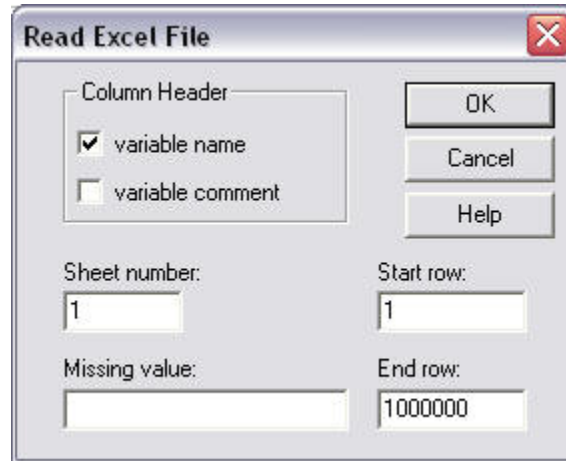 Read Excel File
Column Header
variable name
variable comment
OK
Cancel
Help
Sheet number:
1
Start row:
1
Missing value:
End row:
1000000